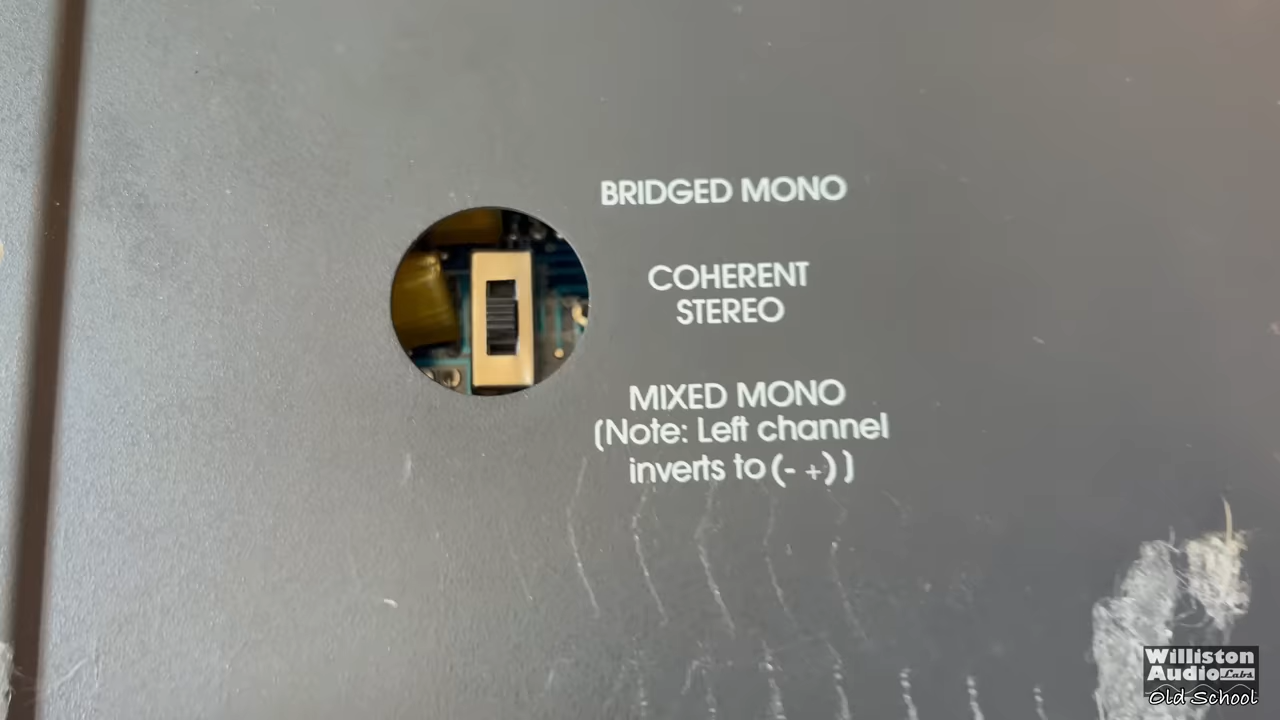 BRIDGED MONO
COHERENT
STEREO
MIXED MONO
(Note: Left channel
inverts to (- +))
Williston
Audio Labs
Old School